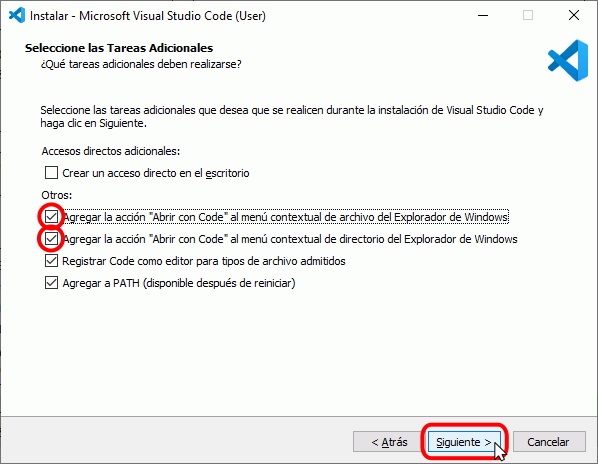 Instalar - Microsoft Visual Studio Code (User)
Seleccione las Tareas Adicionales
¿Qué tareas adicionales deben realizarse?
Seleccione las tareas adicionales que desea que se realicen durante la instalación de Visual Studio Code y
haga clic en Siguiente.
Accesos directos adicionales:
Crear un acceso directo en el escritorio
Otros:
Agregar la acción "Abrir con Code" al menú contextual de archivo del Explorador de Windows
Agregar la acción "Abrir con Code" al menú contextual de directorio del Explorador de Windows
Registrar Code como editor para tipos de archivo admitidos
Agregar a PATH (disponible después de reiniciar)
< Atrás Siguiente > Cancelar